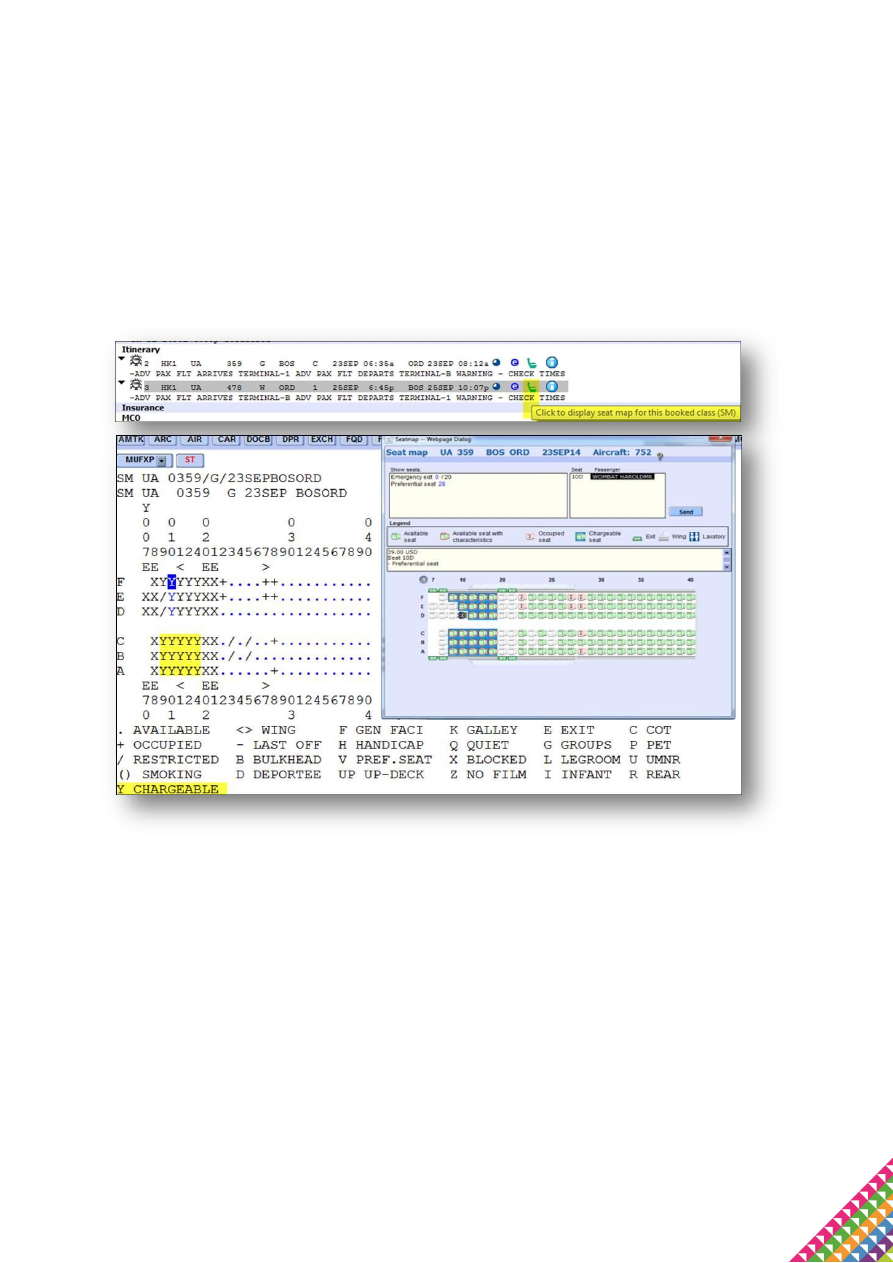 Itinerary
2 HK1 UA 359 G BOS C 23SEP 06:35a ORD 23SEP 08:12a
-ADV PAX FLT ARRIVES TERMINAL-1 ADV PAX FLT DEPARTS TERMINAL-B WARNING - CHECK TIMES
3 HK1 UA 478 W ORD 1 25SEP 6:45p BOS 25SEP 10:07p
-ADV PAX FLT ARRIVES TERMINAL-B ADV PAX FLT DEPARTS TERMINAL-1 WARNING - CHECK TIMES
Click to display seat map for this booked class (SM)
Insurance
MCO
AMTK ARC AIR CAR DOCB DPR EXCH FQD
MUFXP ST
SM UA 0359/G/23SEPBOSORD
SM UA 0359 G 23SEP BOSORD
Y
0 0 0 0 0
0 1 2 3 4
789012401234567890124567890
EE < EE >
F XYYYYYXX+....++...........
E XX/YYYYXX+....++...........
D XX/YYYYXX..................
C XYYYYYXX././..+............
B XYYYYYXX././...............
A XYYYYYXX......+............
EE < EE >
0 1 2 3 4
. AVAILABLE <> WING F GEN FACI K GALLEY E EXIT C COT
+ OCCUPIED - LAST OFF H HANDICAP Q QUIET G GROUPS P PET
/ RESTRICTED B BULKHEAD V PREF.SEAT X BLOCKED L LEGROOM U UMNR
() SMOKING D DEPORTEE UP UP-DECK Z NO FILM I INFANT R REAR
Y CHARGEABLE
Seatmap -- Webpage Dialog
Seat map UA 359 BOS ORD 23SEP14 Aircraft: 752
Show seats:
Emergency exit 0 /20
Preferential seat 28
Seat Passenger
10D WOMBAT HAROLDMR
Send
Legend
Available seat
Available seat with characteristics
Occupied seat
Chargeable seat
Exit
Wing
Lavatory
39.00 USD
Seat 10D
- Preferential seat
7 10 20 25 30 35 40
F
E
D
C
B
A